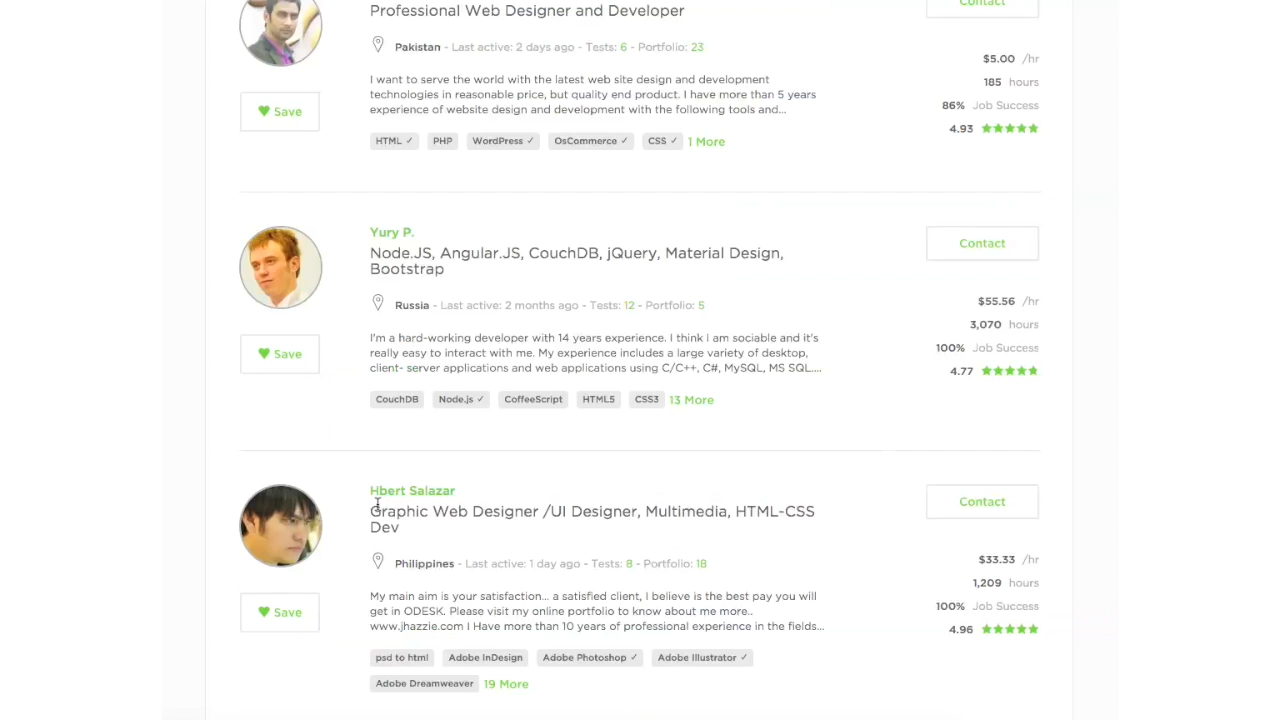 Professional Web Designer and Developer
Contact
Pakistan - Last active: 2 days ago - Tests: 6 - Portfolio: 23
$5.00 /hr
I want to serve the world with the latest web site design and development
technologies in reasonable price, but quality end product. I have more than 5 years
experience of website design and development with the following tools and...
185 hours
86% Job Success
4.93
Save
HTML ✓ PHP WordPress ✓ OsCommerce ✓ CSS ✓ 1 More
Yury P.
Node.JS, Angular.JS, CouchDB, jQuery, Material Design,
Bootstrap
Contact
Russia - Last active: 2 months ago - Tests: 12 - Portfolio: 5
$55.56 /hr
3,070 hours
I'm a hard-working developer with 14 years experience. I think I am sociable and it's
really easy to interact with me. My experience includes a large variety of desktop,
client- server applications and web applications using C/C++, C#, MySQL, MS SQL....
100% Job Success
4.77
Save
CouchDB Node.js ✓ CoffeeScript HTML5 CSS3 13 More
Hbert Salazar
Graphic Web Designer /UI Designer, Multimedia, HTML-CSS
Dev
Contact
Philippines - Last active: 1 day ago - Tests: 8 - Portfolio: 18
$33.33 /hr
1,209 hours
My main aim is your satisfaction... a satisfied client, I believe is the best pay you will
get in ODESK. Please visit my online portfolio to know about me more..
www.jhazzie.com I Have more than 10 years of professional experience in the fields...
100% Job Success
4.96
Save
psd to html Adobe InDesign Adobe Photoshop ✓ Adobe Illustrator ✓
Adobe Dreamweaver 19 More